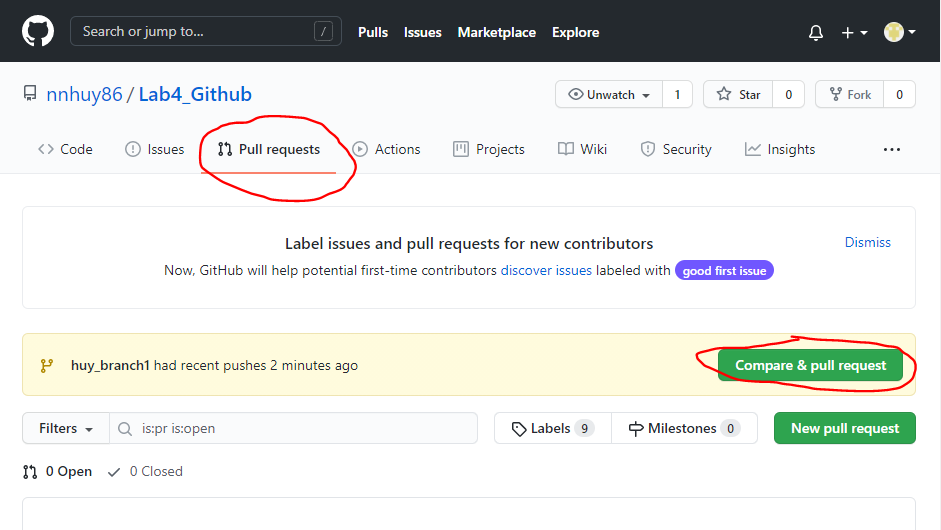 Search or jump to... / Pulls Issues Marketplace Explore
nnhuy86 / Lab4_Github Unwatch 1 Star 0 Fork 0
Code Issues Pull requests Actions Projects Wiki Security Insights ...
Label issues and pull requests for new contributors Dismiss
Now, GitHub will help potential first-time contributors discover issues labeled with good first issue
huy_branch1 had recent pushes 2 minutes ago Compare & pull request
Filters is:pr is:open Labels 9 Milestones 0 New pull request
0 Open 0 Closed